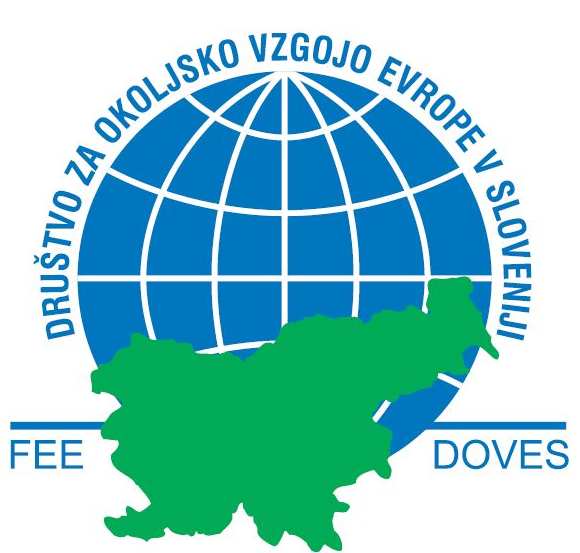 DRUŠTVO ZA OKOLJSKO VZGOJO EVROPE V SLOVENIJI
FEE
DOVES